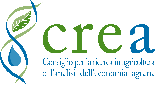 crea
Consiglio per la ricerca in agricoltura
e l'analisi dell'economia agraria